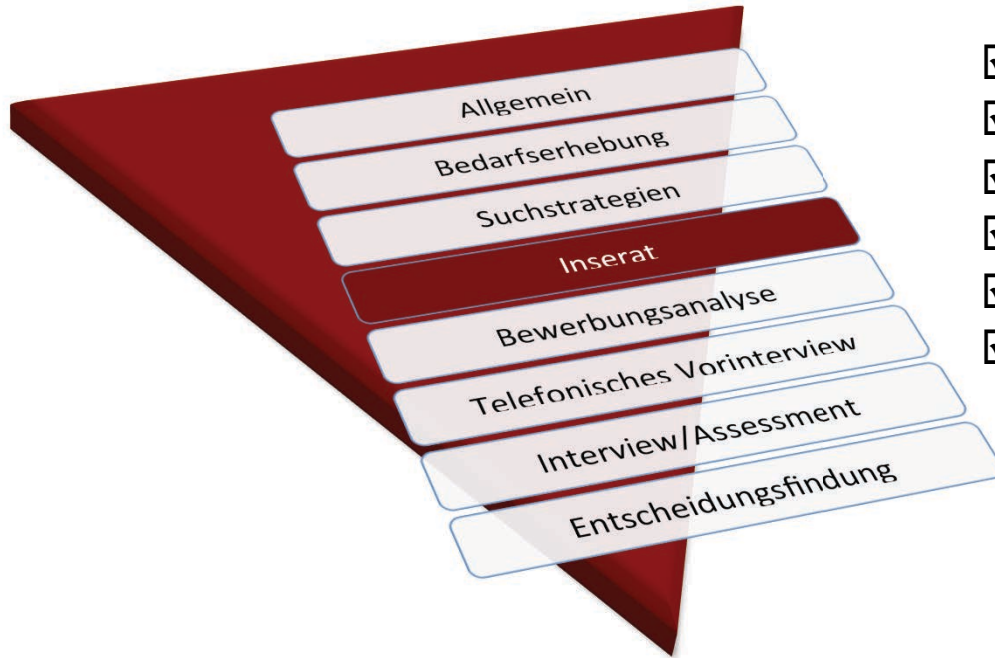 Allgemein
Bedarfserhebung
Suchstrategien
Inserat
Bewerbungsanalyse
Telefonisches Vorinterview
Interview/Assessment
Entscheidungsfindung